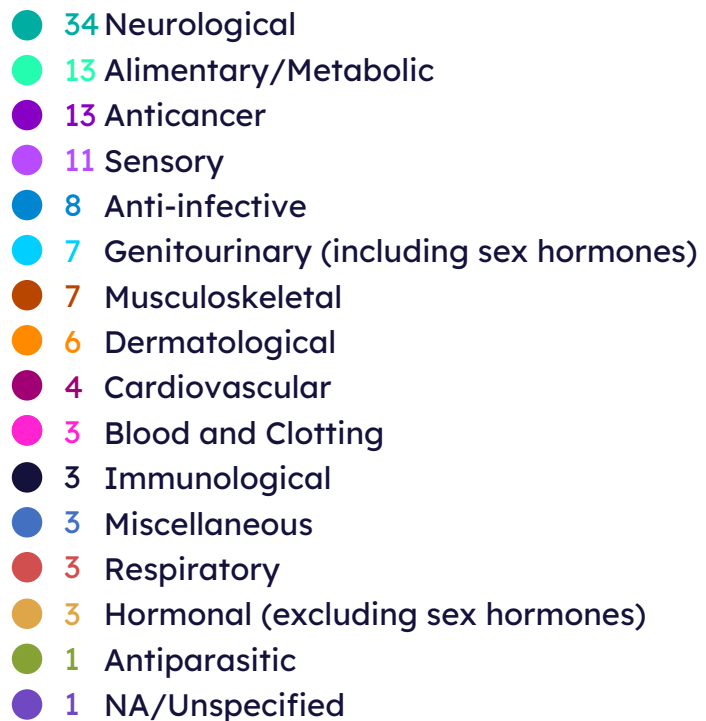 34 Neurological
13 Alimentary/Metabolic
13 Anticancer
11 Sensory
8 Anti-infective
7 Genitourinary (including sex hormones)
7 Musculoskeletal
6 Dermatological
4 Cardiovascular
3 Blood and Clotting
3 Immunological
3 Miscellaneous
3 Respiratory
3 Hormonal (excluding sex hormones)
1 Antiparasitic
1 NA/Unspecified